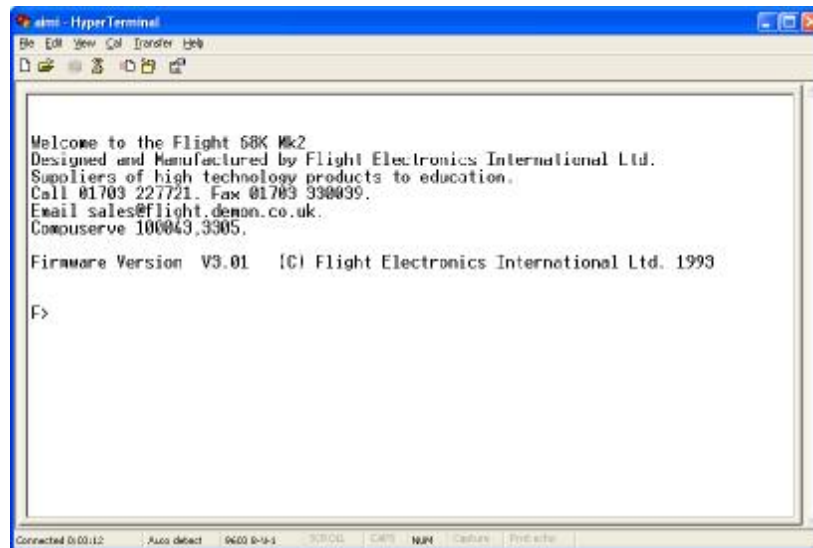 aimi - HyperTerminal
File Edit View Call Transfer Help
Welcome to the Flight 68K Mk2
Designed and Manufactured by Flight Electronics International Ltd.
Suppliers of high technology products to education.
Call 01703 227721. Fax 01703 330039.
Email sales@flight.demon.co.uk.
Compuserve 100043,3305.
Firmware Version V3.01 (C) Flight Electronics International Ltd. 1993
F>
Connected 0:00:12 Auto detect 9600 8-N-1 SCROLL CAPS NUM Capture Print echo